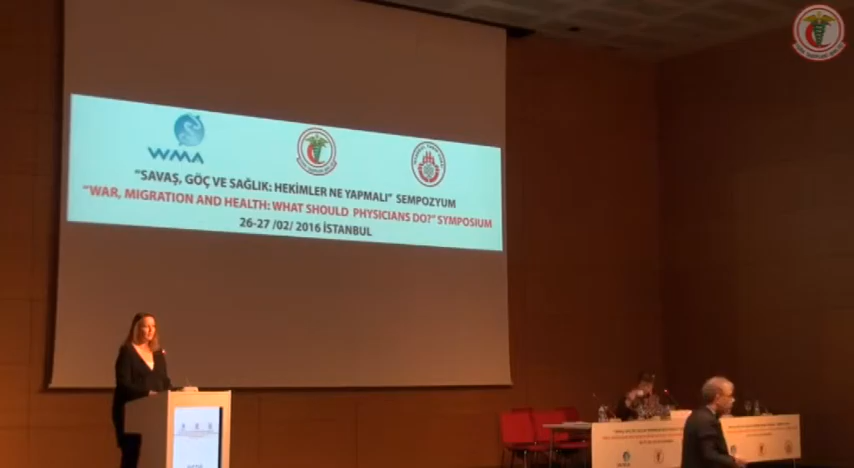 WMA
"SAVAŞ, GÖÇ VE SAĞLIK: HEKİMLER NE YAPMALI" SEMPOZYUM
"WAR, MIGRATION AND HEALTH: WHAT SHOULD PHYSICIANS DO?" SYMPOSIUM
26-27 /02/ 2016 İSTANBUL